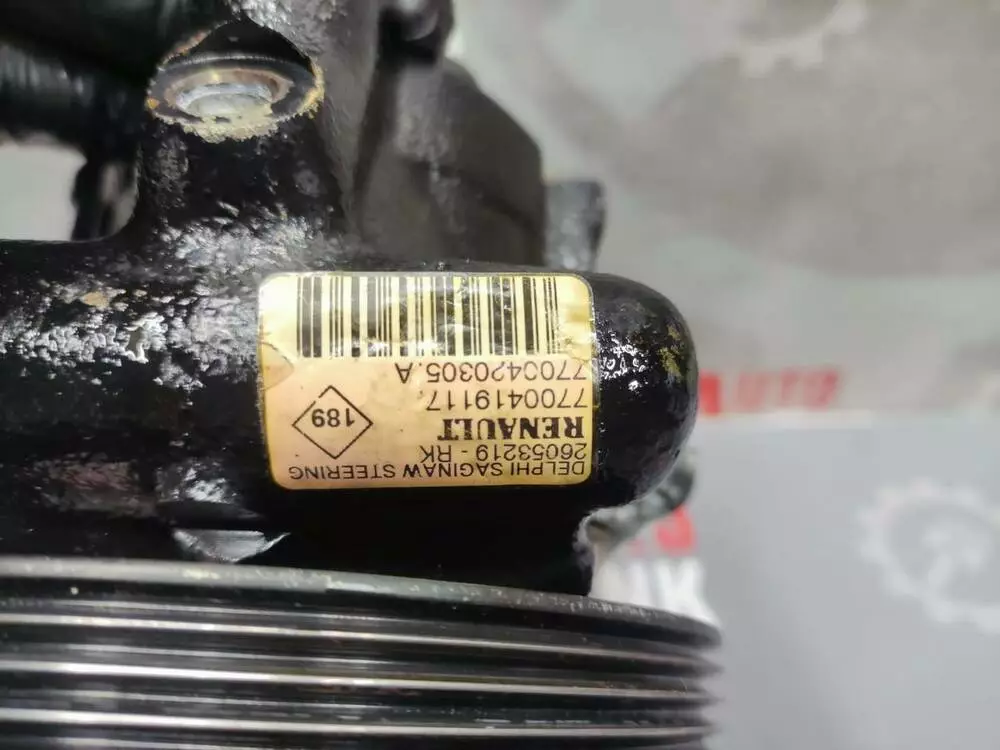 DELPHI SAGINAW STEERING
26053219 - RK
RENAULT
7700419117
7700420305.A
189